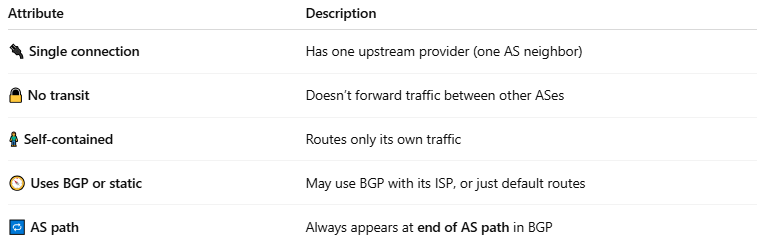 Attribute Description
Single connection Has one upstream provider (one AS neighbor)
No transit Doesn't forward traffic between other ASes
Self-contained Routes only its own traffic
Uses BGP or static May use BGP with its ISP, or just default routes
AS path Always appears at end of AS path in BGP